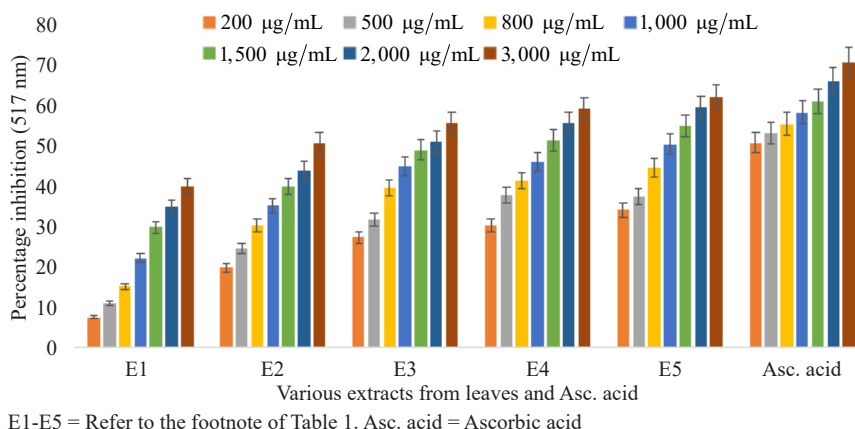 200 µg/mL 500 µg/mL 800 µg/mL 1,000 µg/mL
1,500 µg/mL 2,000 µg/mL 3,000 µg/mL
Percentage inhibition (517 nm)
80
70
60
50
40
30
20
10
0
E1 E2 E3 E4 E5 Asc. acid
Various extracts from leaves and Asc. acid
E1-E5 = Refer to the footnote of Table 1. Asc. acid = Ascorbic acid